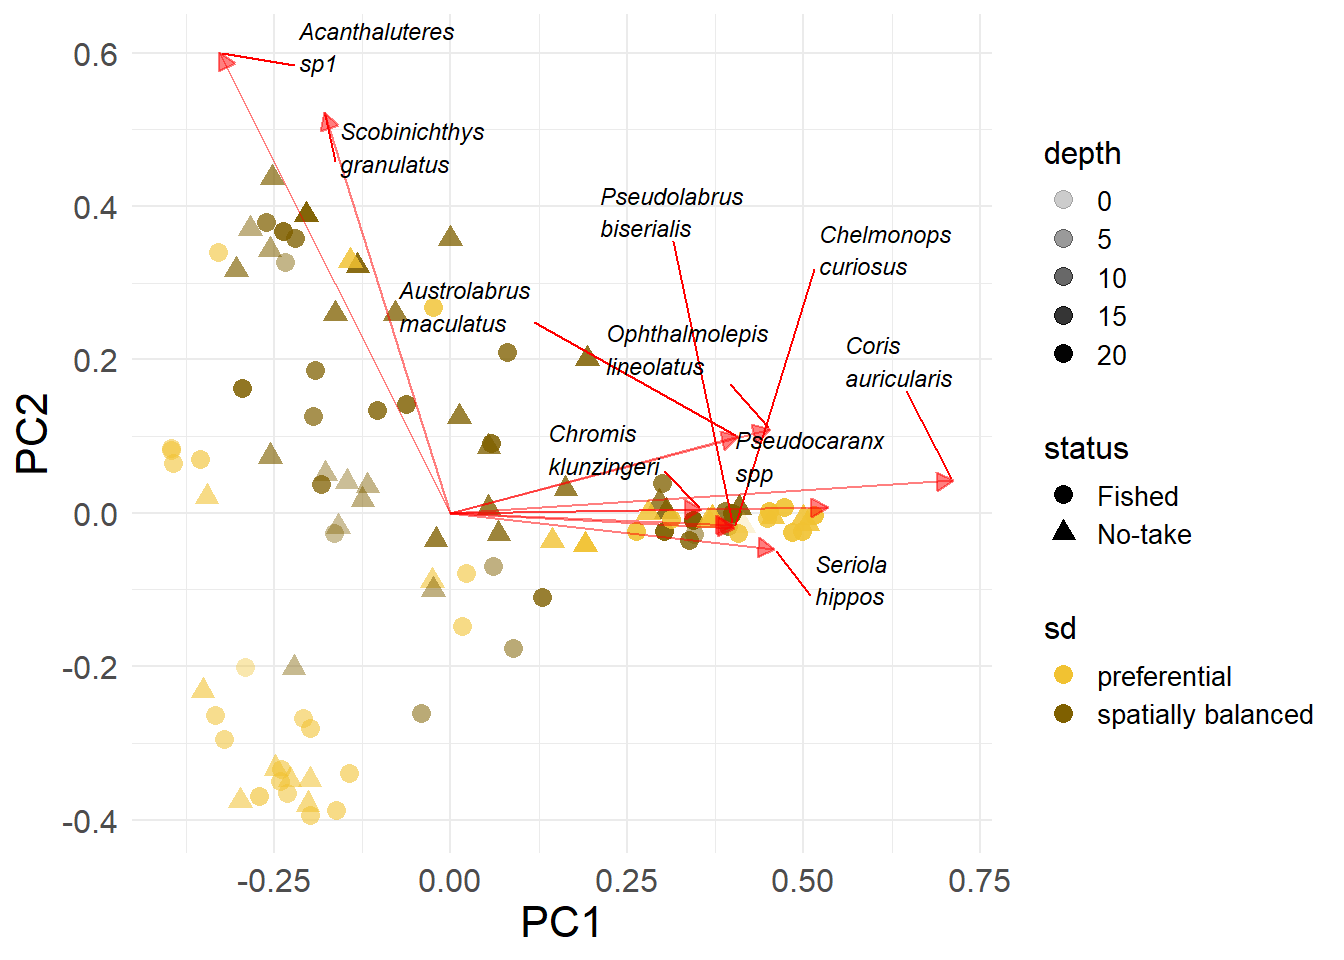 Acanthaluteres
sp1
Scobinichthys
granulatus
Pseudolabrus
biserialis
Chelmonops
curiosus
Austrolabrus
maculatus
Ophthalmolepis
lineolatus
Coris
auricularis
Chromis
klunzingeri
Pseudocaranx
spp
Seriola
hippos
0.6
0.4
0.2
0.0
-0.2
-0.4
PC2
-0.25
0.00
0.25
0.50
0.75
PC1
depth
0
5
10
15
20
status
Fished
No-take
sd
preferential
spatially balanced